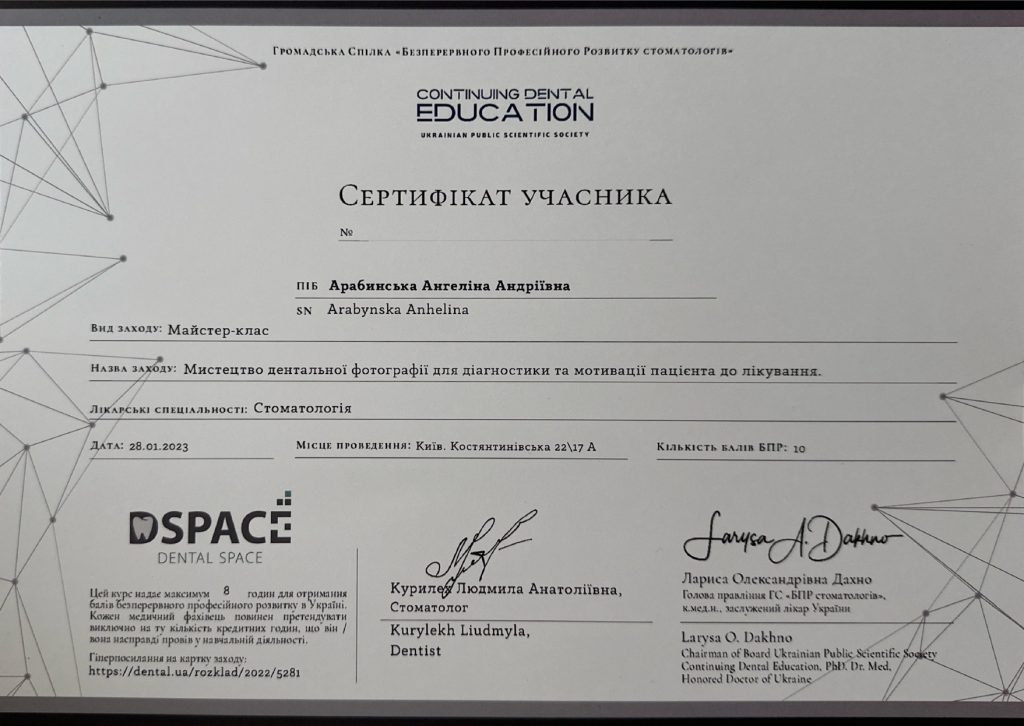 Громадська Спілка «Безперервного Професійного Розвитку стоматологів»
CONTINUING DENTAL
EDUCATION
UKRAINIAN PUBLIC SCIENTIFIC SOCIETY
Сертифікат учасника
№
ПІБ Арабинська Ангеліна Андріївна
SN Arabynska Anhelina
Вид заходу: Майстер-клас
Назва заходу: Мистецтво дентальної фотографії для діагностики та мотивації пацієнта до лікування.
Лікарські спеціальності: Стоматологія
Дата: 28.01.2023 Місце проведення: Київ. Костянтинівська 22\17 А Кількість балів БПР: 10
DSPACE
DENTAL SPACE
Цей курс надає максимум 8 годин для отримання
балів безперервного професійного розвитку в Україні.
Кожен медичний фахівець повинен претендувати
виключно на ту кількість кредитних годин, що він /
вона насправді провів у навчальній діяльності.
Гіперпосилання на картку заходу:
https://dental.ua/rozklad/2022/5281
Курилех Людмила Анатоліївна,
Стоматолог
Kurylekh Liudmyla,
Dentist
Larysa A. Dakhno
Лариса Олександрівна Дахно
Голова правління ГС «БПР стоматологів»,
к.мед.н., заслужений лікар України
Larysa O. Dakhno
Chairman of Board Ukrainian Public Scientific Society
Continuing Dental Education, PhD. Dr. Med.
Honored Doctor of Ukraine